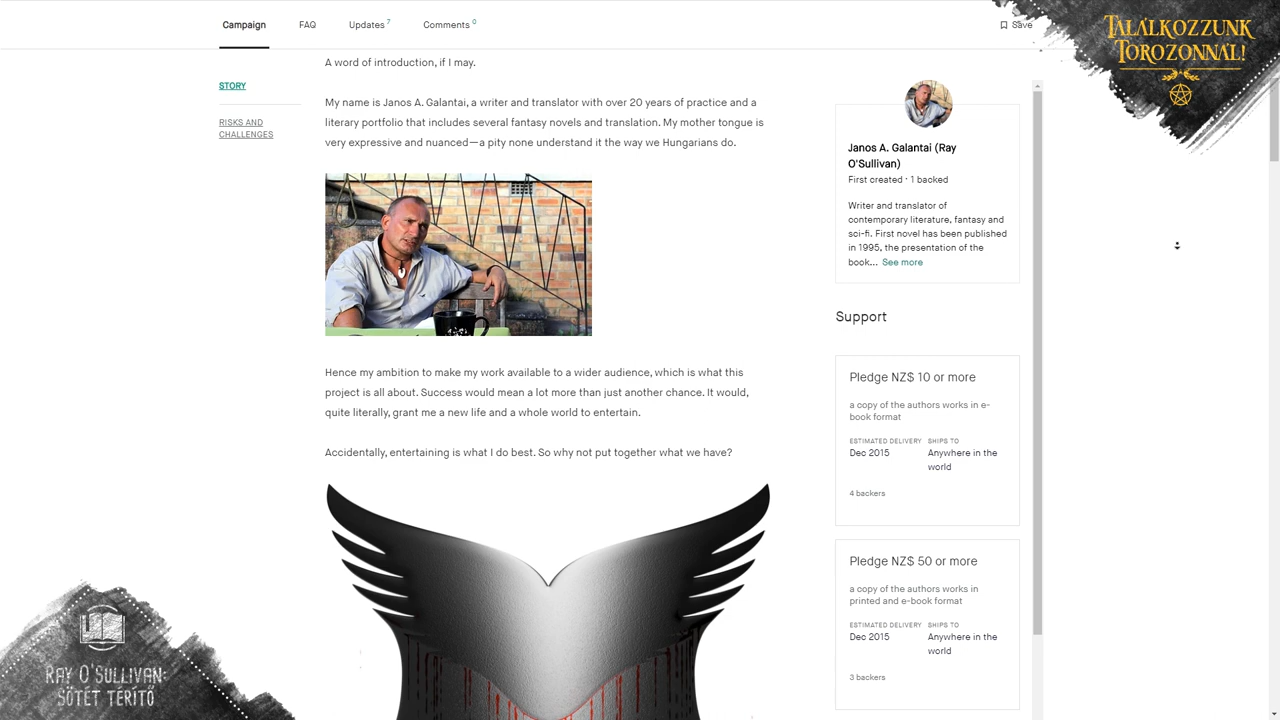 Campaign
FAQ
Updates 7
Comments 0
Save
TALÁLKOZZUNK
TOROZONNÁL!
STORY
RISKS AND
CHALLENGES
A word of introduction, if I may.
My name is Janos A. Galantai, a writer and translator with over 20 years of practice and a
literary portfolio that includes several fantasy novels and translation. My mother tongue is
very expressive and nuanced—a pity none understand it the way we Hungarians do.
Hence my ambition to make my work available to a wider audience, which is what this
project is all about. Success would mean a lot more than just another chance. It would,
quite literally, grant me a new life and a whole world to entertain.
Accidentally, entertaining is what I do best. So why not put together what we have?
Janos A. Galantai (Ray
O'Sullivan)
First created · 1 backed
Writer and translator of
contemporary literature, fantasy and
sci-fi. First novel has been published
in 1995, the presentation of the
book... See more
Support
Pledge NZ$ 10 or more
a copy of the authors works in e-
book format
ESTIMATED DELIVERY
Dec 2015
SHIPS TO
Anywhere in the
world
4 backers
Pledge NZ$ 50 or more
a copy of the authors works in
printed and e-book format
ESTIMATED DELIVERY
Dec 2015
SHIPS TO
Anywhere in the
world
3 backers
RAY O'SULLIVAN:
SÖTÉT TÉRÍTŐ